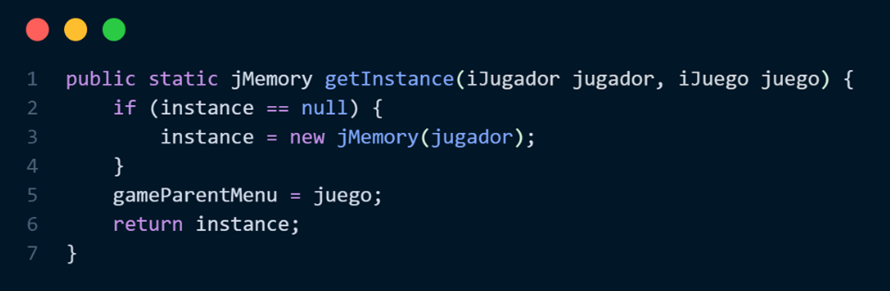 1 public static jMemory getInstance(iJugador jugador, iJuego juego) {
2     if (instance == null) {
3         instance = new jMemory(jugador);
4     }
5     gameParentMenu = juego;
6     return instance;
7 }